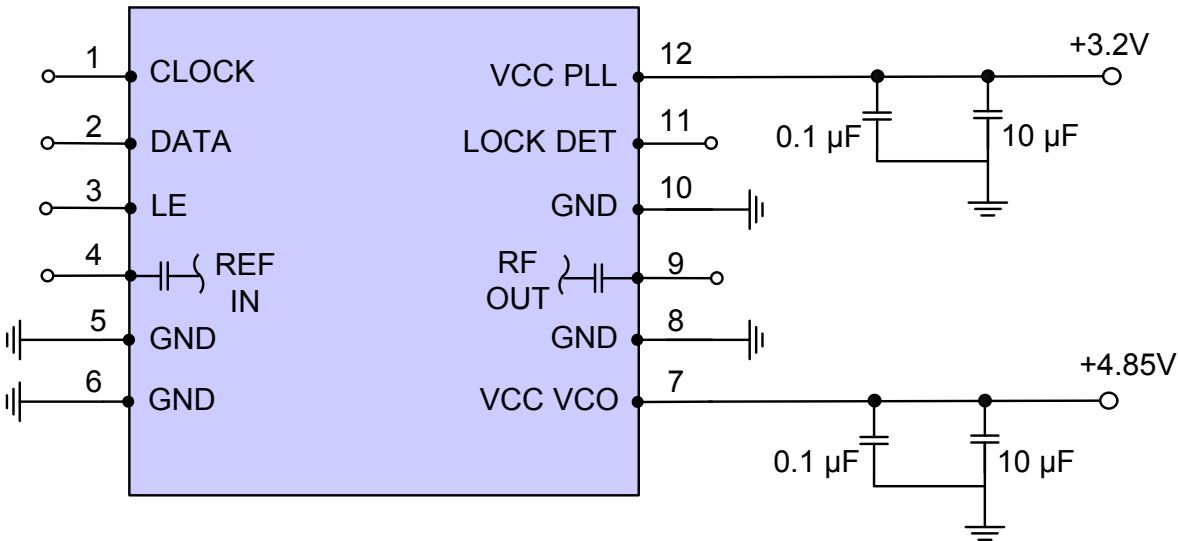 1
CLOCK
2
DATA
3
LE
4
REF
IN
5
GND
6
GND
VCC PLL
12
+3.2V
0.1 µF
10 µF
LOCK DET
11
GND
10
RF
OUT
9
GND
8
VCC VCO
7
+4.85V
0.1 µF
10 µF